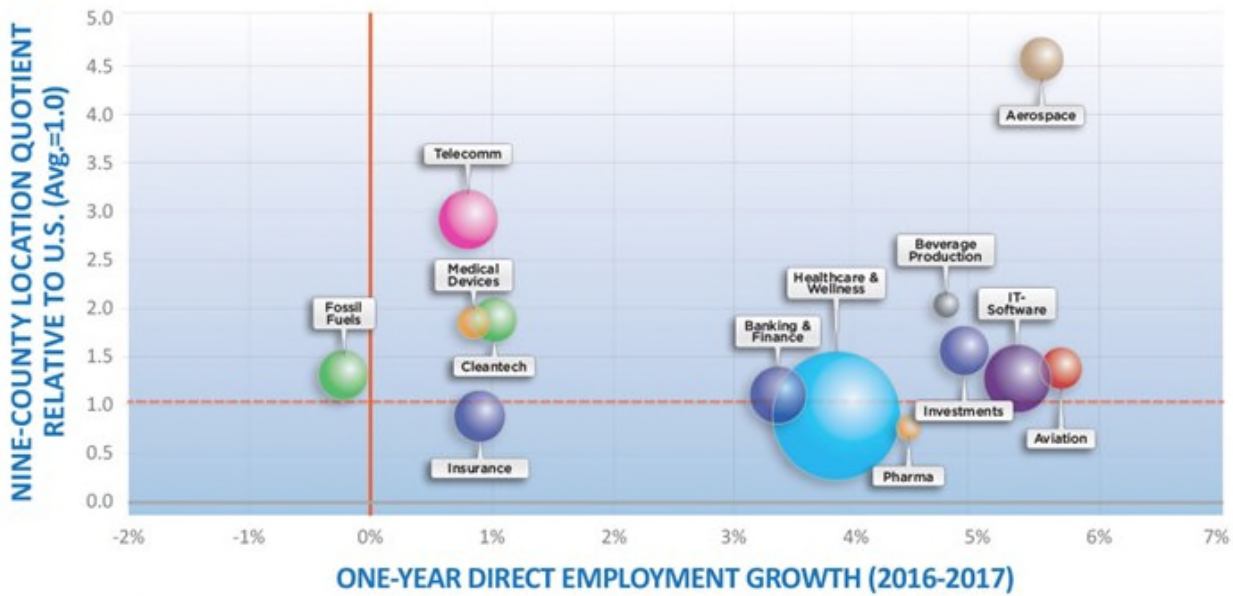 NINE-COUNTY LOCATION QUOTIENT
RELATIVE TO U.S. (Avg.=1.0)
5.0
4.5
4.0
3.5
3.0
2.5
2.0
1.5
1.0
0.5
0.0
Aerospace
Telecomm
Beverage
Production
Medical
Devices
Healthcare &
Wellness
IT-
Software
Fossil
Fuels
Banking &
Finance
Cleantech
Investments
Aviation
Insurance
Pharma
-2%
-1%
0%
1%
2%
3%
4%
5%
6%
7%
ONE-YEAR DIRECT EMPLOYMENT GROWTH (2016-2017)